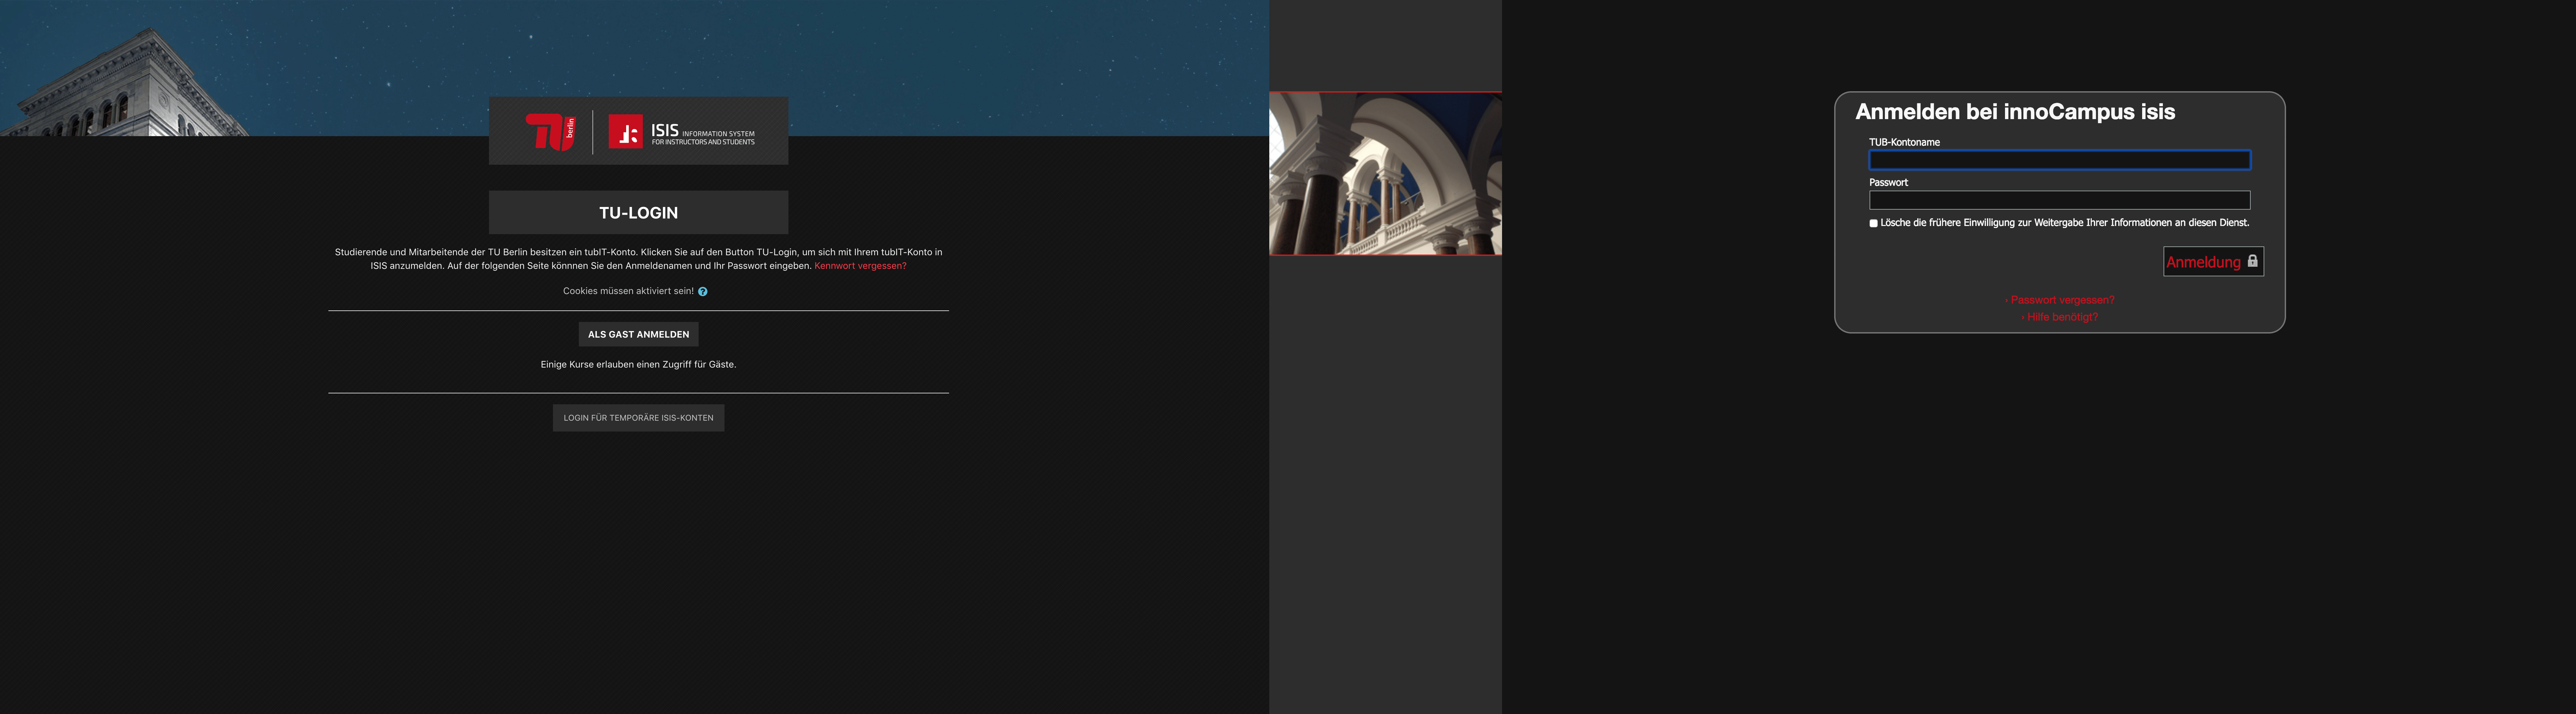 berlin
ISIS INFORMATION SYSTEM
FOR INSTRUCTORS AND STUDENTS
TU-LOGIN
Studierende und Mitarbeitende der TU Berlin besitzen ein tubIT-Konto. Klicken Sie auf den Button TU-Login, um sich mit Ihrem tubIT-Konto in
ISIS anzumelden. Auf der folgenden Seite könnnen Sie den Anmeldenamen und Ihr Passwort eingeben. Kennwort vergessen?
Cookies müssen aktiviert sein! ?
ALS GAST ANMELDEN
Einige Kurse erlauben einen Zugriff für Gäste.
LOGIN FÜR TEMPORÄRE ISIS-KONTEN
Anmelden bei innoCampus isis
TUB-Kontoname
Passwort
Lösche die frühere Einwilligung zur Weitergabe Ihrer Informationen an diesen Dienst.
Anmeldung
› Passwort vergessen?
› Hilfe benötigt?